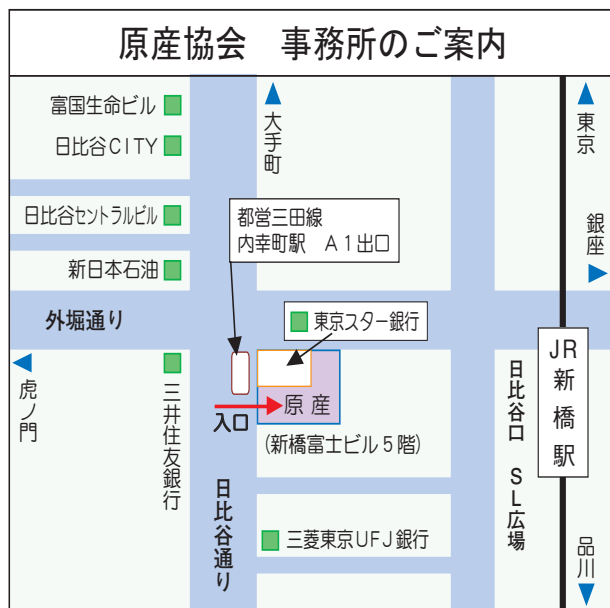 原産協会　事務所のご案内
富国生命ビル
日比谷CITY
日比谷セントラルビル
新日本石油
大手町
東京
銀座
都営三田線
内幸町駅　A1出口
東京スター銀行
外堀通り
虎ノ門
三井住友銀行
入口
原産
(新橋富士ビル5階)
日比谷通り
三菱東京UFJ銀行
日比谷口　SL広場
JR新橋駅
品川